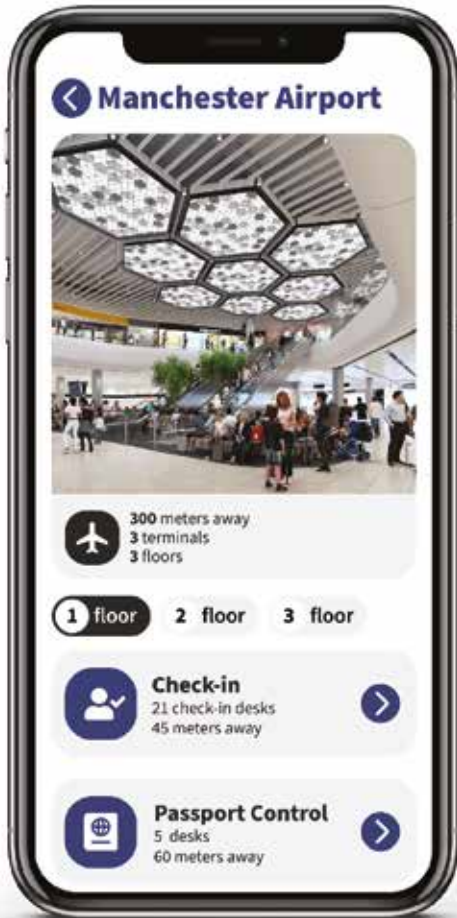 Manchester Airport
300 meters away
3 terminals
3 floors
1 floor 2 floor 3 floor
Check-in
21 check-in desks
45 meters away
Passport Control
5 desks
60 meters away